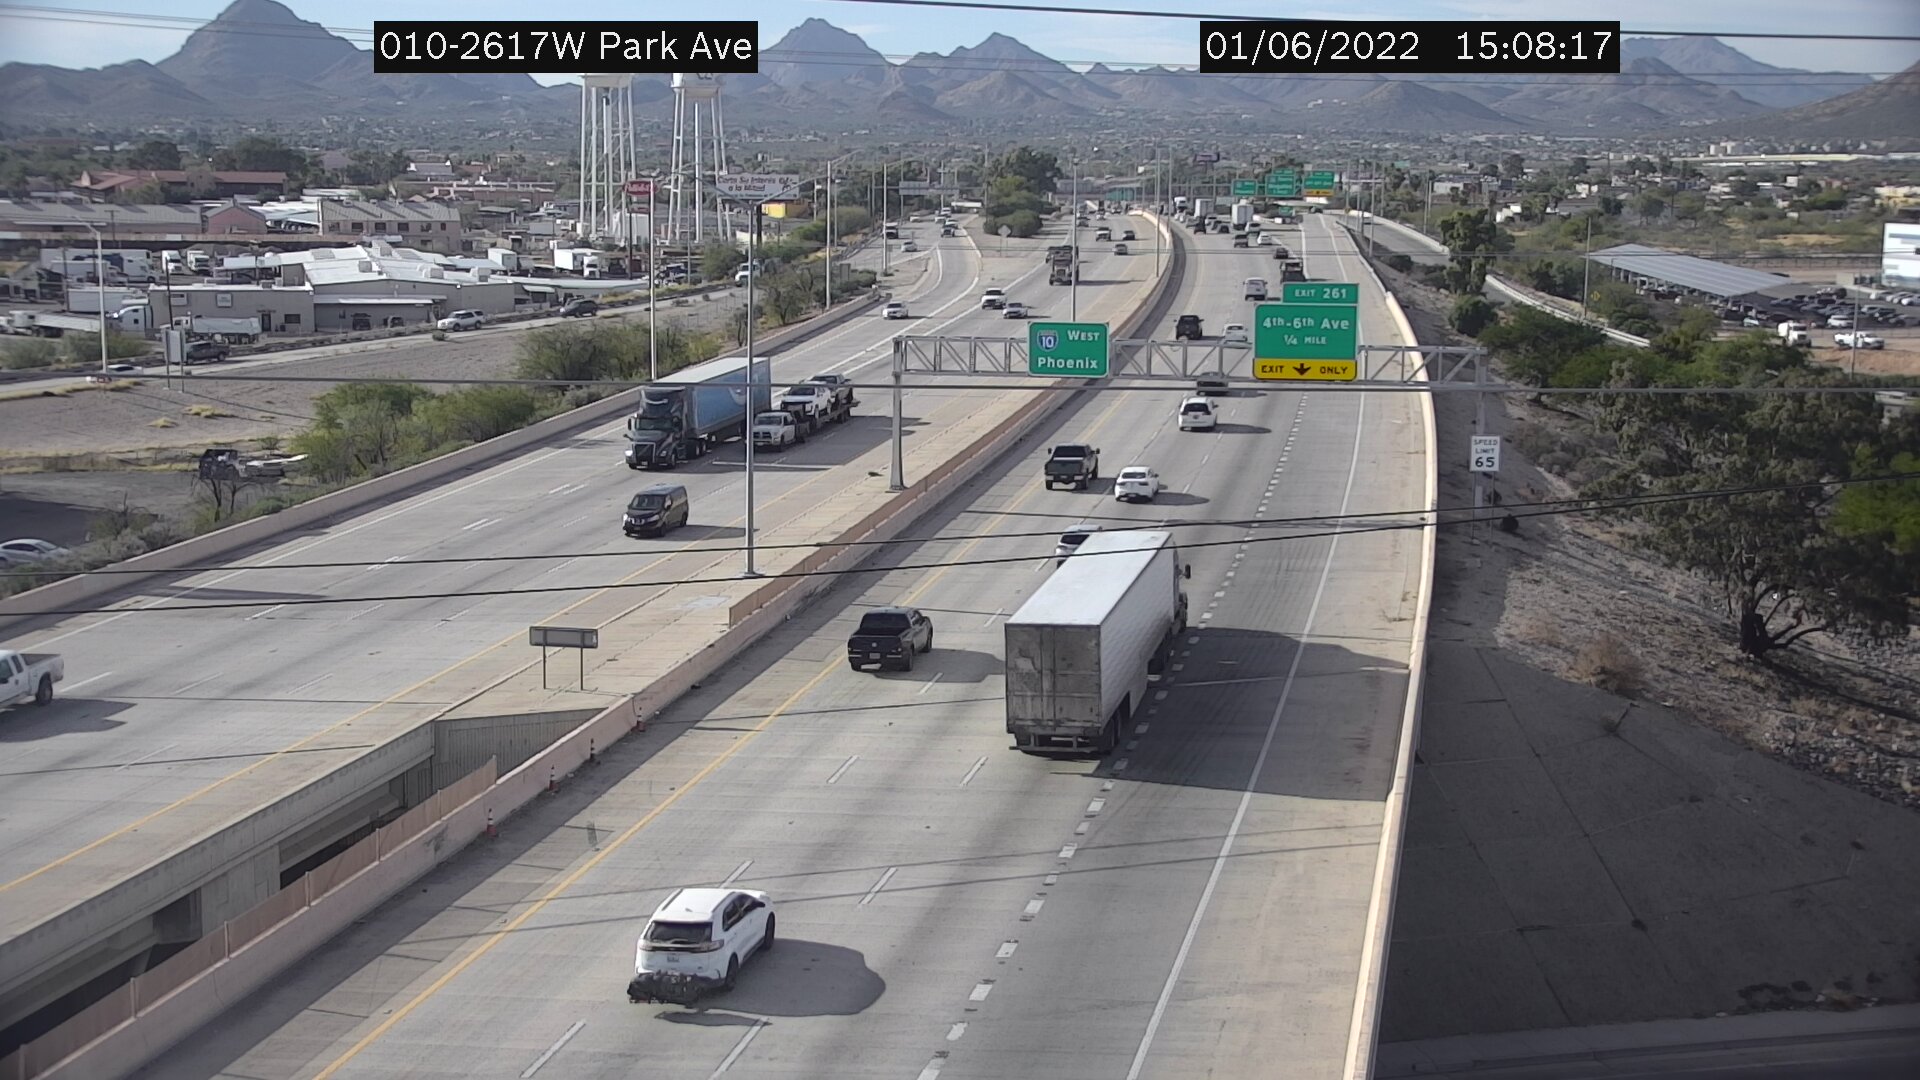 010-2617W Park Ave
01/06/2022 15:08:17
EXIT 261
4th-6th Ave
1/4 MILE
EXIT ONLY
10 WEST
Phoenix
SPEED
LIMIT
65